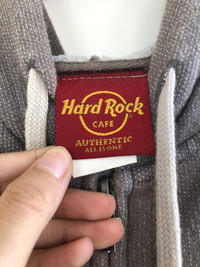 Hard Rock
CAFE
AUTHENTIC
ALL IS ONE